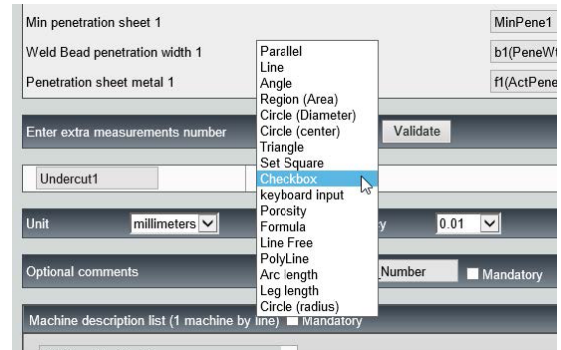 Min penetration sheet 1 MinPene1
Weld Bead penetration width 1 b1(PeneWt
Penetration sheet metal 1 f1(ActPene
Parallel
Line
Angle
Region (Area)
Circle (Diameter)
Circle (center)
Triangle
Set Square
Checkbox
keyboard input
Porcsity
Formula
Line Free
PolyLine
Arc length
Leg length
Circle (radius)
Enter extra measurements number Validate
Undercut1
Unit millimeters y 0.01
Optional comments _Number Mandatory
Machine description list (1 machine by line) Mandatory